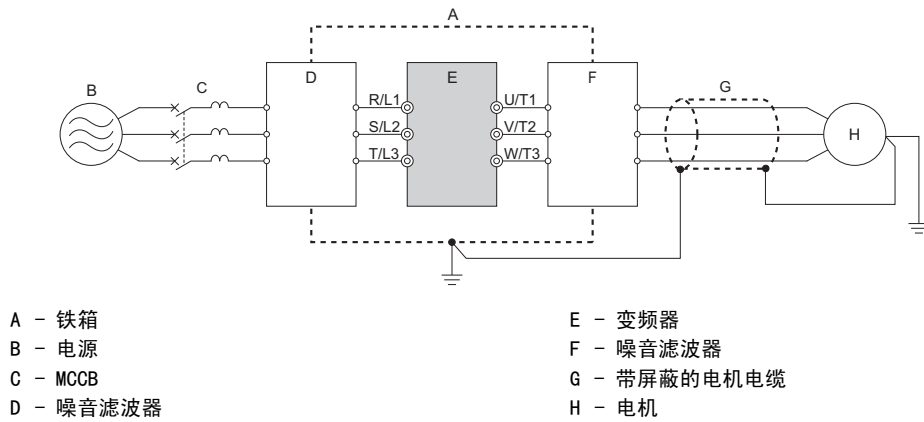 A
B
C
D
E
F
G
H
R/L1
U/T1
S/L2
V/T2
T/L3
W/T3
A - 铁箱
B - 电源
C - MCCB
D - 噪音滤波器
E - 变频器
F - 噪音滤波器
G - 带屏蔽的电机电缆
H - 电机